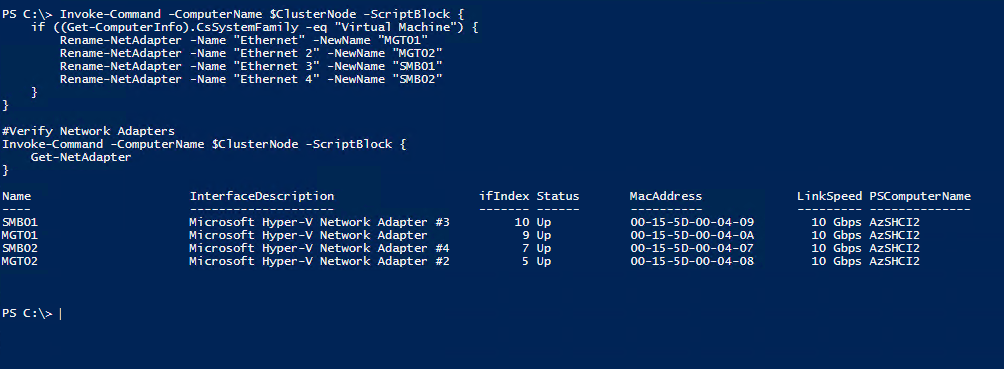 PS C:\> Invoke-Command -ComputerName $ClusterNode -ScriptBlock {
    if ((Get-ComputerInfo).CsSystemFamily -eq "Virtual Machine") {
        Rename-NetAdapter -Name "Ethernet" -NewName "MGT01"
        Rename-NetAdapter -Name "Ethernet 2" -NewName "MGT02"
        Rename-NetAdapter -Name "Ethernet 3" -NewName "SMB01"
        Rename-NetAdapter -Name "Ethernet 4" -NewName "SMB02"
    }
}
#Verify Network Adapters
Invoke-Command -ComputerName $ClusterNode -ScriptBlock {
    Get-NetAdapter
}
Name                      InterfaceDescription                    ifIndex Status       MacAddress             LinkSpeed PSComputerName
----                      --------------------                    ------- ------       ----------             --------- --------------
SMB01                     Microsoft Hyper-V Network Adapter #3         10 Up           00-15-5D-00-04-09        10 Gbps AzSHCI2
MGT01                     Microsoft Hyper-V Network Adapter             9 Up           00-15-5D-00-04-0A        10 Gbps AzSHCI2
SMB02                     Microsoft Hyper-V Network Adapter #4          7 Up           00-15-5D-00-04-07        10 Gbps AzSHCI2
MGT02                     Microsoft Hyper-V Network Adapter #2          5 Up           00-15-5D-00-04-08        10 Gbps AzSHCI2
PS C:\>